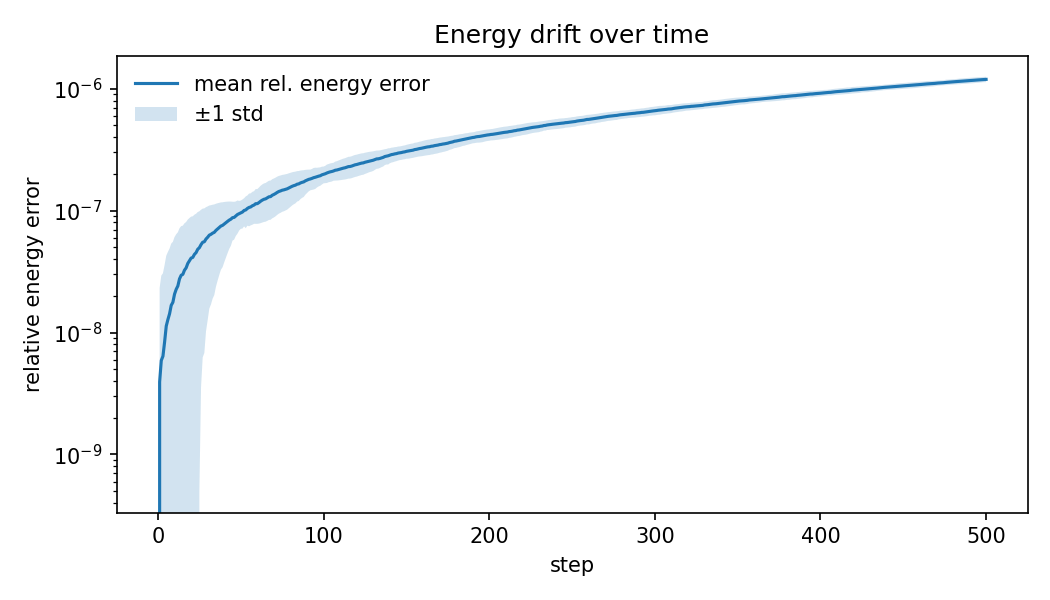 Energy drift over time
mean rel. energy error
±1 std
relative energy error
10⁻⁶
10⁻⁷
10⁻⁸
10⁻⁹
0 100 200 300 400 500
step